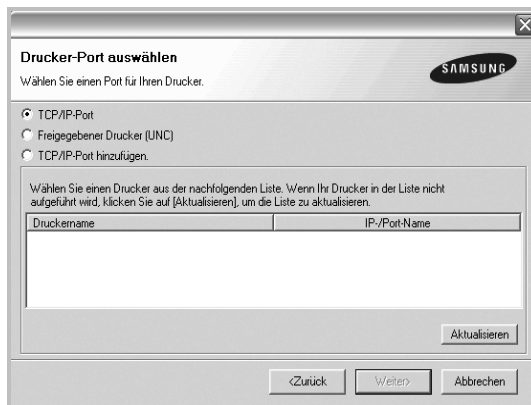 Drucker-Port auswählen
Wählen Sie einen Port für Ihren Drucker.
SAMSUNG
TCP/IP-Port
Freigegebener Drucker (UNC)
TCP/IP-Port hinzufügen.
Wählen Sie einen Drucker aus der nachfolgenden Liste. Wenn Ihr Drucker in der Liste nicht
aufgeführt wird, klicken Sie auf [Aktualisieren], um die Liste zu aktualisieren.
Druckername IP-/Port-Name
Aktualisieren
<Zurück Weiter> Abbrechen